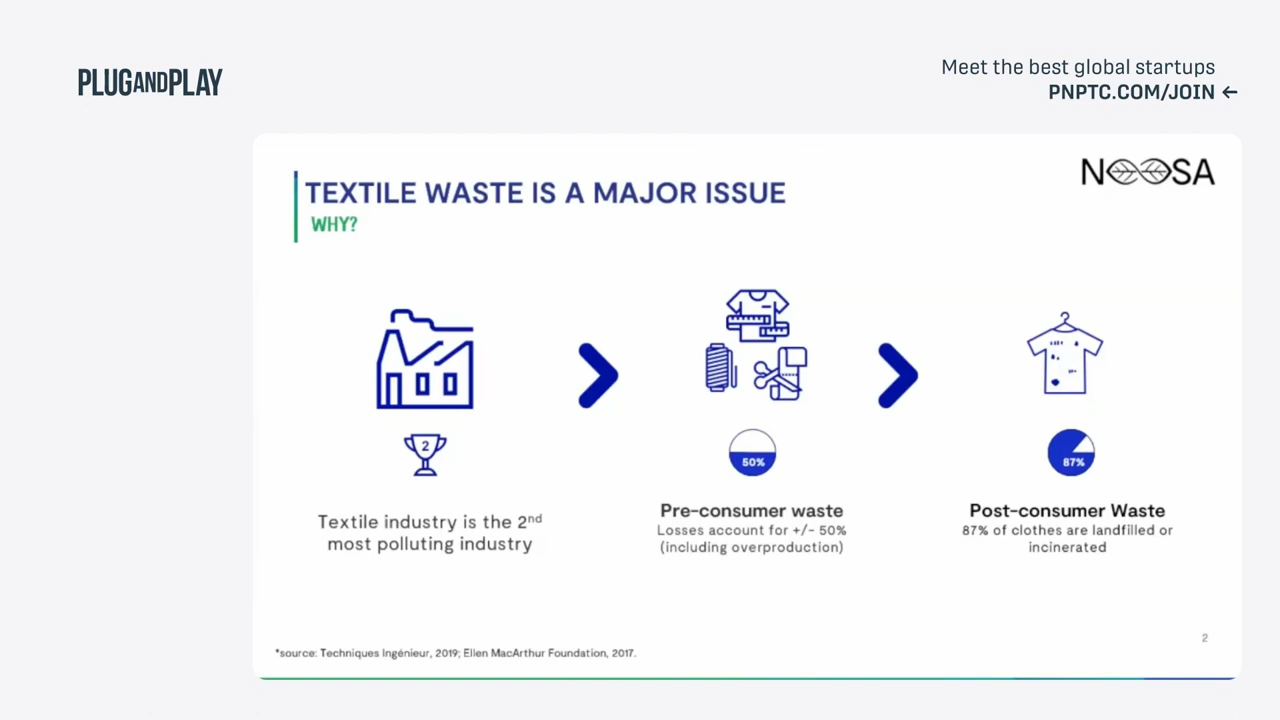 PLUGANDPLAY
Meet the best global startups
PNPTC.COM/JOIN ←
NOOSA
TEXTILE WASTE IS A MAJOR ISSUE
WHY?
2
50%
87%
Textile industry is the 2nd
most polluting industry
Pre-consumer waste
Losses account for +/- 50%
(including overproduction)
Post-consumer Waste
87% of clothes are landfilled or
incinerated
2
*source: Techniques Ingénieur, 2019; Ellen MacArthur Foundation, 2017.